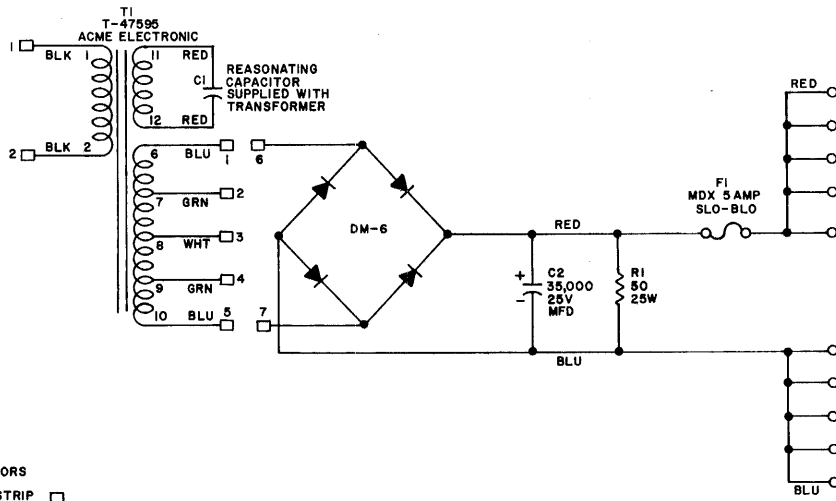 T1
T-47595
ACME ELECTRONIC
1
BLK
1
11
RED
C1
REASONATING
CAPACITOR
SUPPLIED WITH
TRANSFORMER
12
RED
2
BLK
2
6
BLU
1
6
7
GRN
2
8
WHT
3
9
GRN
4
10
BLU
5
7
DM-6
RED
+
-
C2
35,000
25V
MFD
R1
50
25W
F1
MDX 5 AMP
SLO-BLO
RED
BLU
BLU
ORS
STRIP